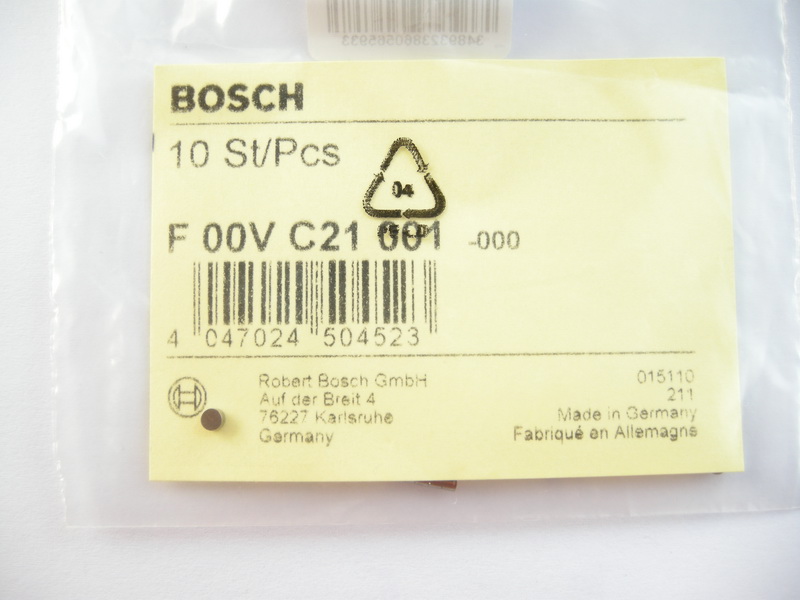 BOSCH
10 St/Pcs
04
F 00V C21 001 -000
4 047024 504523
Robert Bosch GmbH
Auf der Breit 4
76227 Karlsruhe
Germany
015110
211
Made in Germany
Fabriqué en Allemagne